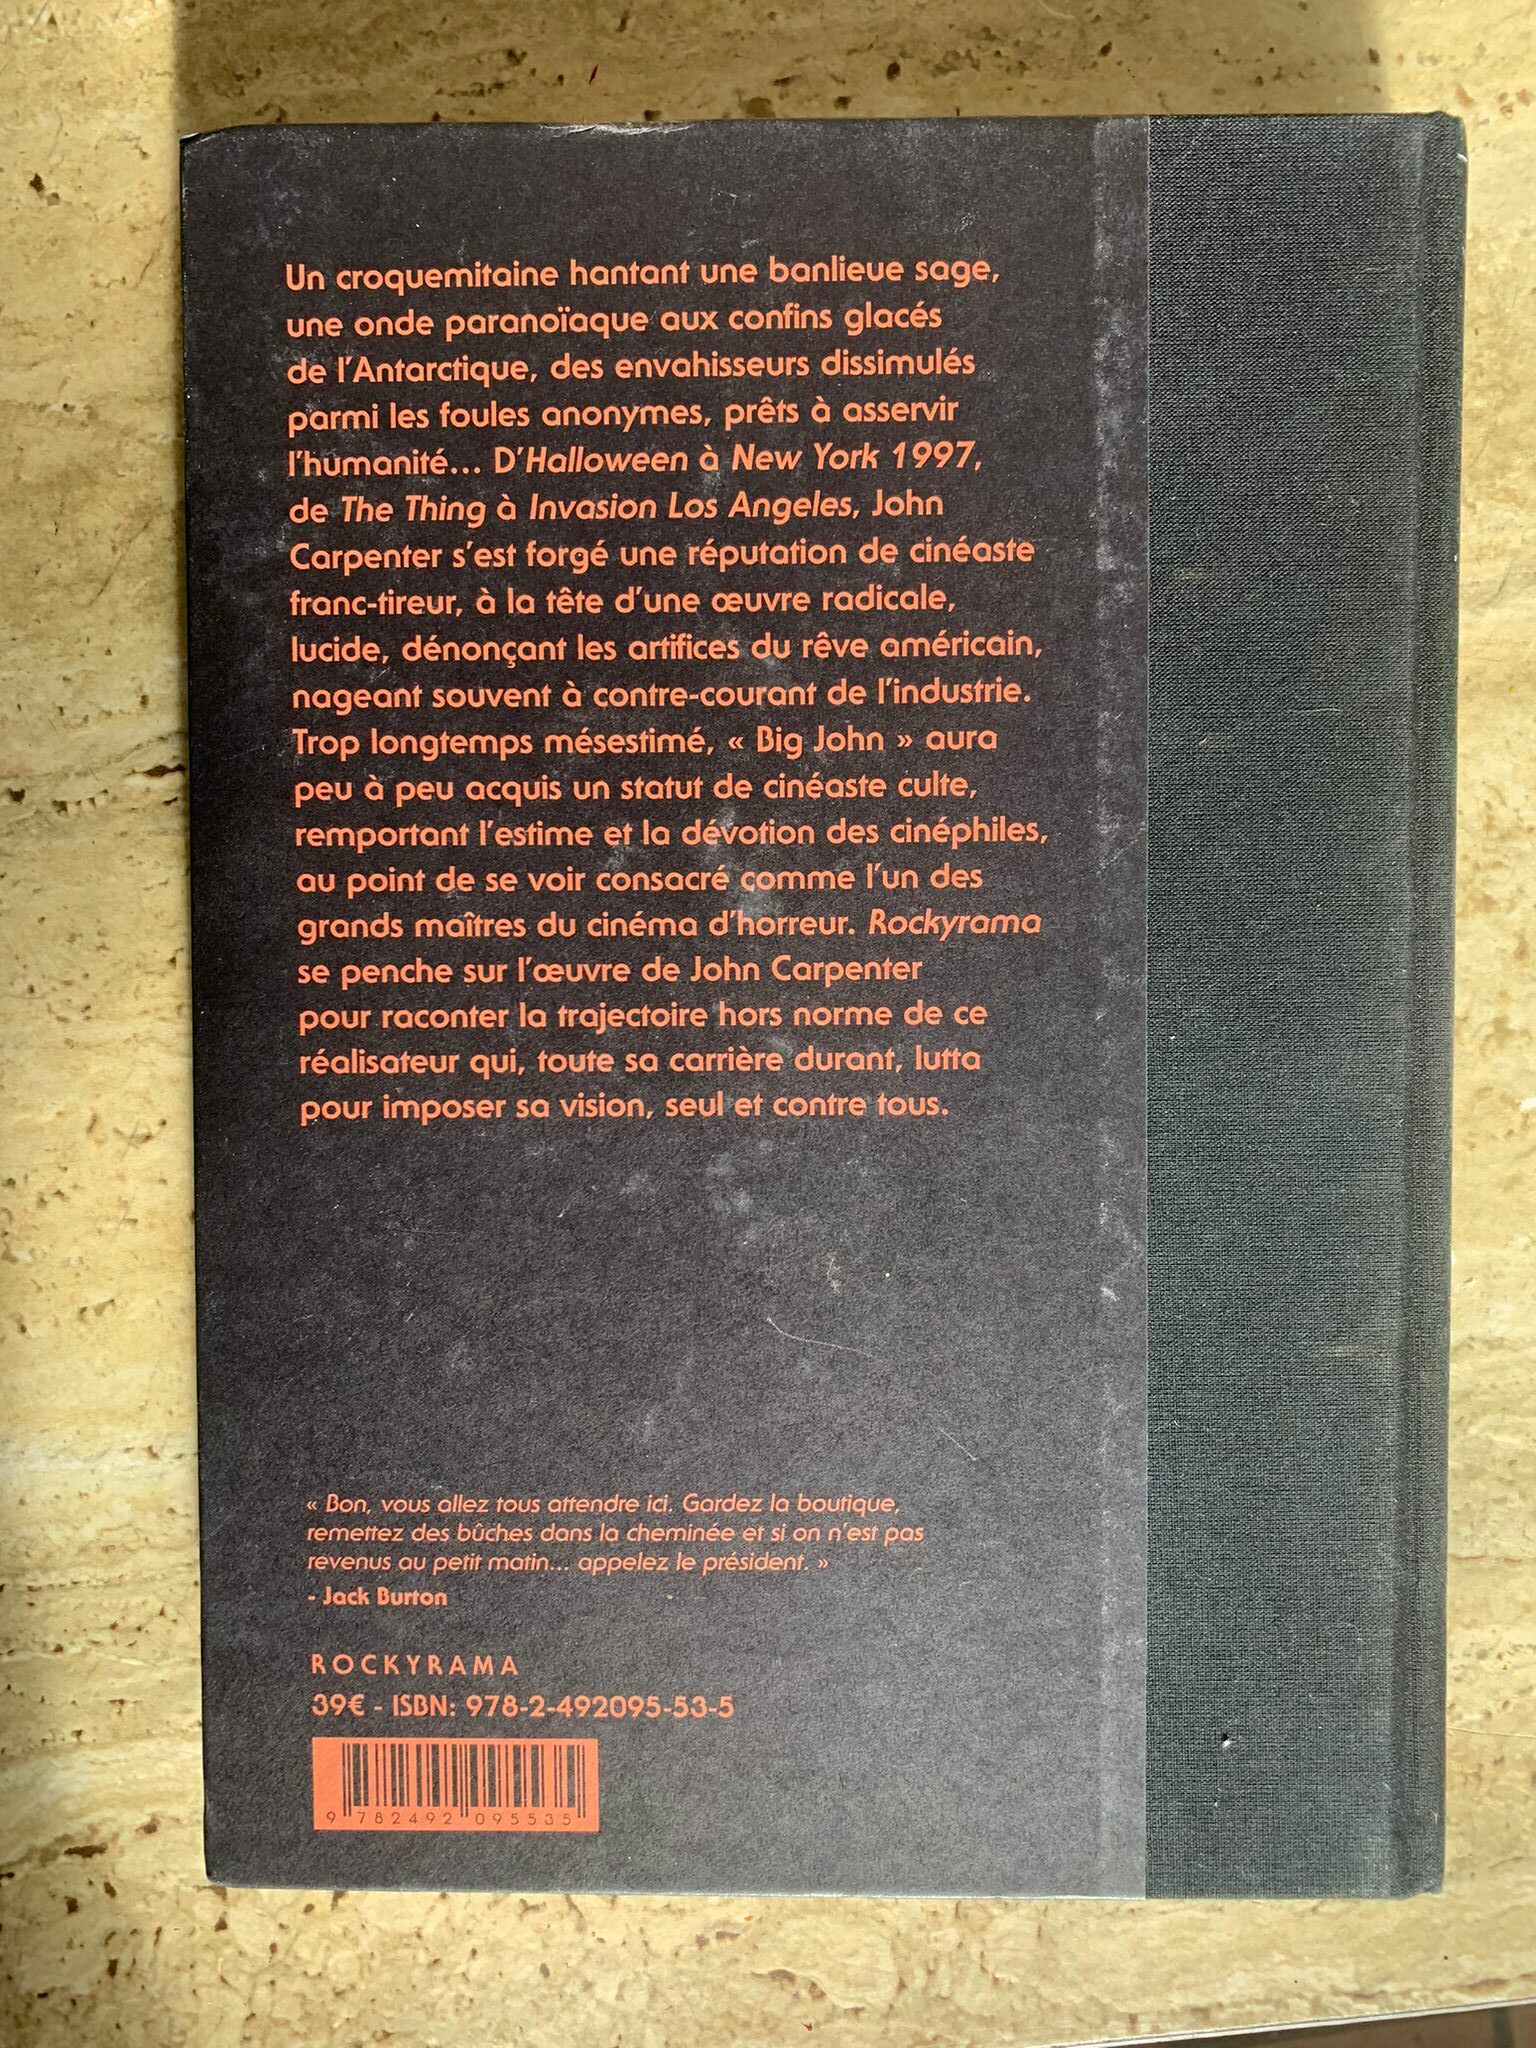 Un croquemitaine hantant une banlieue sage,
une onde paranoïaque aux confins glacés
de l'Antarctique, des envahisseurs dissimulés
parmi les foules anonymes, prêts à asservir
l'humanité... D'Halloween à New York 1997,
de The Thing à Invasion Los Angeles, John
Carpenter s'est forgé une réputation de cinéaste
franc-tireur, à la tête d'une œuvre radicale,
lucide, dénonçant les artifices du rêve américain,
nageant souvent à contre-courant de l'industrie.
Trop longtemps mésestimé, « Big John » aura
peu à peu acquis un statut de cinéaste culte,
remportant l'estime et la dévotion des cinéphiles,
au point de se voir consacré comme l'un des
grands maîtres du cinéma d'horreur. Rockyrama
se penche sur l'œuvre de John Carpenter
pour raconter la trajectoire hors norme de ce
réalisateur qui, toute sa carrière durant, lutta
pour imposer sa vision, seul et contre tous.
« Bon, vous allez tous attendre ici. Gardez la boutique,
remettez des bûches dans la cheminée et si on n'est pas
revenus au petit matin... appelez le président. »
- Jack Burton
ROCKYRAMA
39€ - ISBN: 978-2-492095-53-5
9 782492 095535